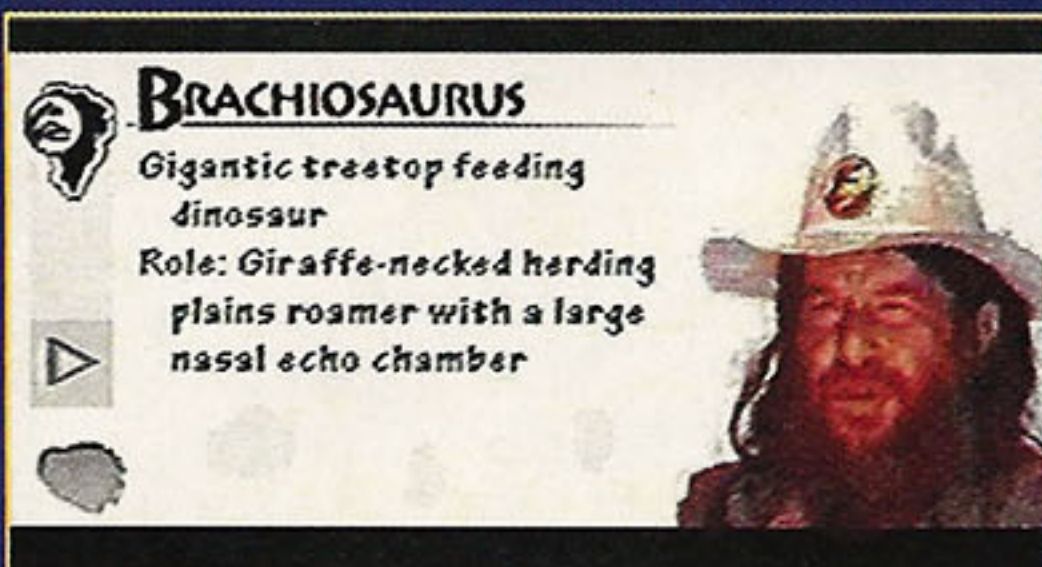 BRACHIOSAURUS
Gigantic treetop feeding
dinosaur
Role: Giraffe-necked herding
plains roamer with a large
nasal echo chamber